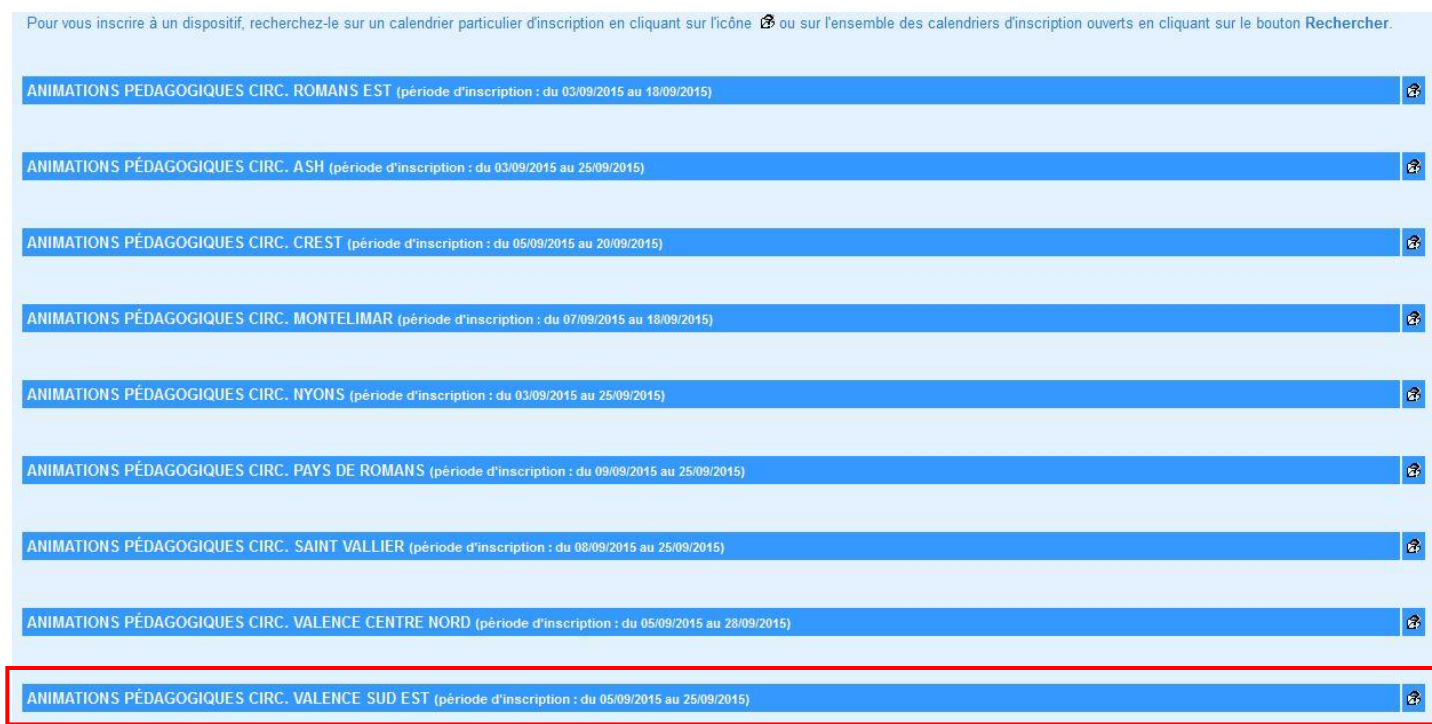 Pour vous inscrire à un dispositif, recherchez-le sur un calendrier particulier d'inscription en cliquant sur l'icône ou sur l'ensemble des calendriers d'inscription ouverts en cliquant sur le bouton Rechercher.
ANIMATIONS PEDAGOGIQUES CIRC. ROMANS EST (période d'inscription : du 03/09/2015 au 18/09/2015)
ANIMATIONS PÉDAGOGIQUES CIRC. ASH (période d'inscription : du 03/09/2015 au 25/09/2015)
ANIMATIONS PÉDAGOGIQUES CIRC. CREST (période d'inscription : du 05/09/2015 au 20/09/2015)
ANIMATIONS PÉDAGOGIQUES CIRC. MONTELIMAR (période d'inscription : du 07/09/2015 au 18/09/2015)
ANIMATIONS PÉDAGOGIQUES CIRC. NYONS (période d'inscription : du 03/09/2015 au 25/09/2015)
ANIMATIONS PÉDAGOGIQUES CIRC. PAYS DE ROMANS (période d'inscription : du 09/09/2015 au 25/09/2015)
ANIMATIONS PÉDAGOGIQUES CIRC. SAINT VALLIER (période d'inscription : du 08/09/2015 au 25/09/2015)
ANIMATIONS PÉDAGOGIQUES CIRC. VALENCE CENTRE NORD (période d'inscription : du 05/09/2015 au 28/09/2015)
ANIMATIONS PÉDAGOGIQUES CIRC. VALENCE SUD EST (période d'inscription : du 05/09/2015 au 25/09/2015)